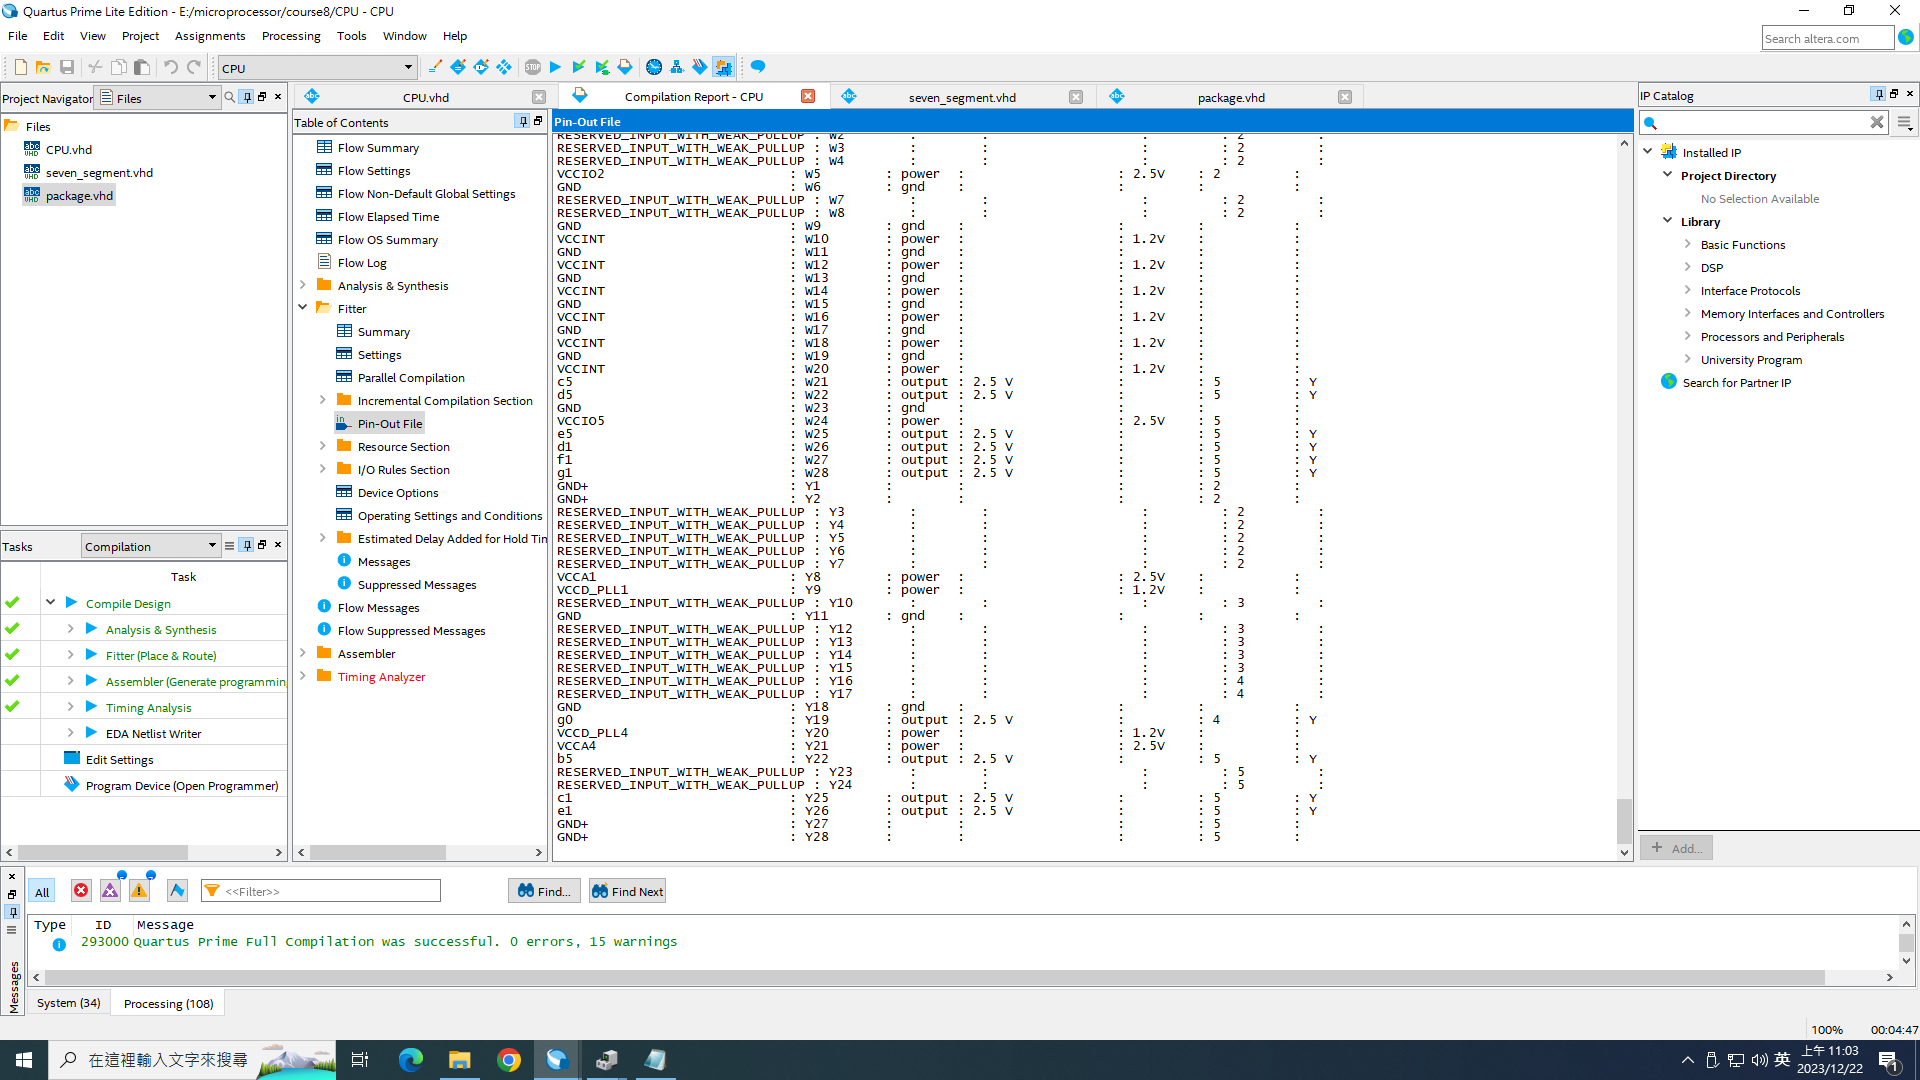 Quartus Prime Lite Edition - E:/microprocessor/course8/CPU - CPU
File Edit View Project Assignments Processing Tools Window Help
Search altera.com
CPU
Project Navigator Files
CPU.vhd
Compilation Report - CPU
seven_segment.vhd
package.vhd
IP Catalog
Files
CPU.vhd
seven_segment.vhd
package.vhd
Table of Contents
Flow Summary
Flow Settings
Flow Non-Default Global Settings
Flow Elapsed Time
Flow OS Summary
Flow Log
Analysis & Synthesis
Fitter
Summary
Settings
Parallel Compilation
Incremental Compilation Section
Pin-Out File
Resource Section
I/O Rules Section
Device Options
Operating Settings and Conditions
Estimated Delay Added for Hold Tin
Messages
Suppressed Messages
Flow Messages
Flow Suppressed Messages
Assembler
Timing Analyzer
Pin-Out File
RESERVED_INPUT_WITH_WEAK_PULLUP : W2 : : : : 2 :
RESERVED_INPUT_WITH_WEAK_PULLUP : W3 : : : : 2 :
RESERVED_INPUT_WITH_WEAK_PULLUP : W4 : : : : 2 :
VCCIO2 : W5 : power : : 2.5V : 2 :
GND : W6 : gnd : : : :
RESERVED_INPUT_WITH_WEAK_PULLUP : W7 : : : : 2 :
RESERVED_INPUT_WITH_WEAK_PULLUP : W8 : : : : 2 :
GND : W9 : gnd : : : :
VCCINT : W10 : power : : 1.2V : :
GND : W11 : gnd : : : :
VCCINT : W12 : power : : 1.2V : :
GND : W13 : gnd : : : :
VCCINT : W14 : power : : 1.2V : :
GND : W15 : gnd : : : :
VCCINT : W16 : power : : 1.2V : :
GND : W17 : gnd : : : :
VCCINT : W18 : power : : 1.2V : :
GND : W19 : gnd : : : :
VCCINT : W20 : power : : 1.2V : :
c5 : W21 : output : 2.5 V : : 5 : Y
d5 : W22 : output : 2.5 V : : 5 : Y
GND : W23 : gnd : : : :
VCCIO5 : W24 : power : : 2.5V : 5 :
e5 : W25 : output : 2.5 V : : 5 : Y
d1 : W26 : output : 2.5 V : : 5 : Y
f1 : W27 : output : 2.5 V : : 5 : Y
g1 : W28 : output : 2.5 V : : 5 : Y
GND+ : Y1 : : : : 2 :
GND+ : Y2 : : : : 2 :
RESERVED_INPUT_WITH_WEAK_PULLUP : Y3 : : : : 2 :
RESERVED_INPUT_WITH_WEAK_PULLUP : Y4 : : : : 2 :
RESERVED_INPUT_WITH_WEAK_PULLUP : Y5 : : : : 2 :
RESERVED_INPUT_WITH_WEAK_PULLUP : Y6 : : : : 2 :
RESERVED_INPUT_WITH_WEAK_PULLUP : Y7 : : : : 2 :
VCCA1 : Y8 : power : : 2.5V : :
VCCD_PLL1 : Y9 : power : : 1.2V : :
RESERVED_INPUT_WITH_WEAK_PULLUP : Y10 : : : : 3 :
GND : Y11 : gnd : : : :
RESERVED_INPUT_WITH_WEAK_PULLUP : Y12 : : : : 3 :
RESERVED_INPUT_WITH_WEAK_PULLUP : Y13 : : : : 3 :
RESERVED_INPUT_WITH_WEAK_PULLUP : Y14 : : : : 3 :
RESERVED_INPUT_WITH_WEAK_PULLUP : Y15 : : : : 3 :
RESERVED_INPUT_WITH_WEAK_PULLUP : Y16 : : : : 4 :
RESERVED_INPUT_WITH_WEAK_PULLUP : Y17 : : : : 4 :
GND : Y18 : gnd : : : :
g0 : Y19 : output : 2.5 V : : 4 : Y
VCCD_PLL4 : Y20 : power : : 1.2V : :
VCCA4 : Y21 : power : : 2.5V : :
b5 : Y22 : output : 2.5 V : : 5 : Y
RESERVED_INPUT_WITH_WEAK_PULLUP : Y23 : : : : 5 :
RESERVED_INPUT_WITH_WEAK_PULLUP : Y24 : : : : 5 :
c1 : Y25 : output : 2.5 V : : 5 : Y
e1 : Y26 : output : 2.5 V : : 5 : Y
GND+ : Y27 : : : : 5 :
GND+ : Y28 : : : : 5 :
Installed IP
Project Directory
No Selection Available
Library
Basic Functions
DSP
Interface Protocols
Memory Interfaces and Controllers
Processors and Peripherals
University Program
Search for Partner IP
+ Add...
Tasks Compilation
Task
Compile Design
Analysis & Synthesis
Fitter (Place & Route)
Assembler (Generate programmin
Timing Analysis
EDA Netlist Writer
Edit Settings
Program Device (Open Programmer)
All <<Filter>> Find... Find Next
Type ID Message
293000 Quartus Prime Full Compilation was successful. 0 errors, 15 warnings
Messages
System (34) Processing (108)
100% 00:04:47
在這裡輸入文字來搜尋
英
上午 11:03
2023/12/22
1